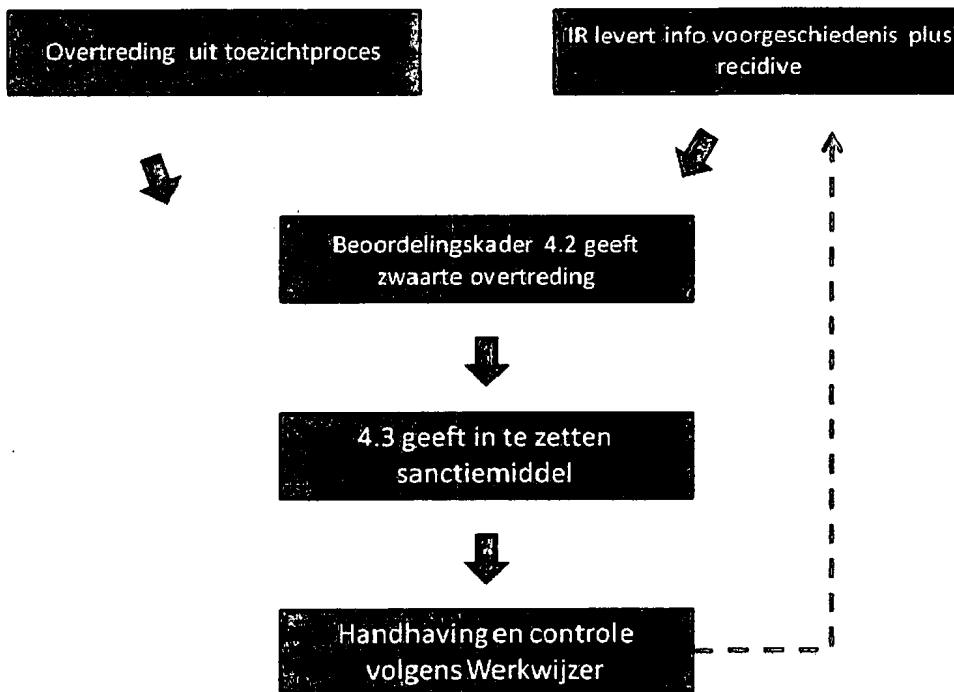 Overtreding uit toezichtproces
IR levert info voorgeschiedenis plus
recidive
Beoordelingskader 4.2 geeft
zwaarte overtreding
4.3 geeft in te zetten
sanctiemiddel
Handhaving en controle
volgens Werkwijzer